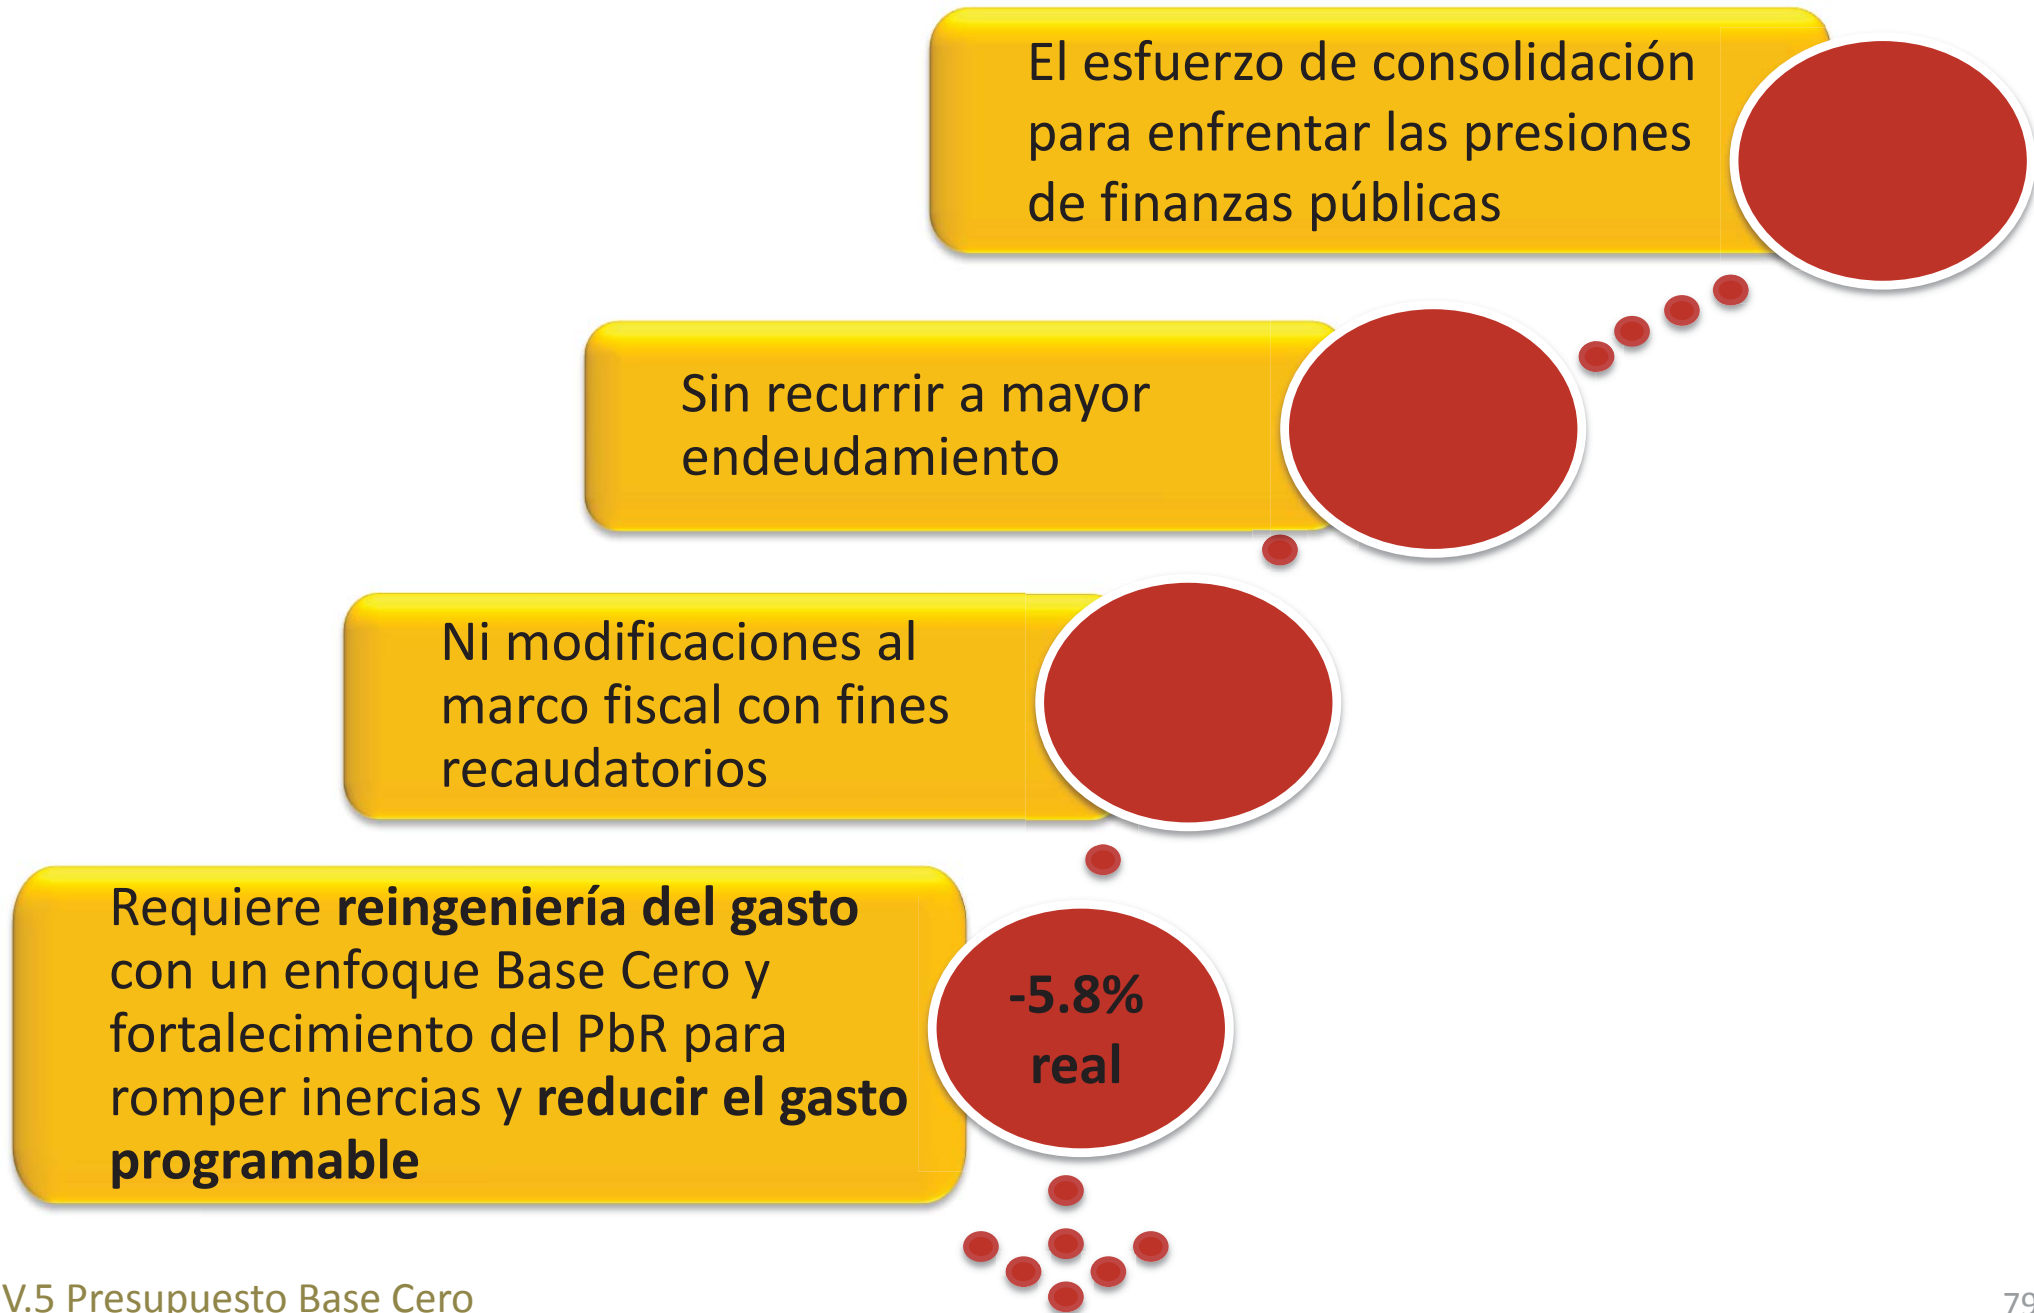 El esfuerzo de consolidación
para enfrentar las presiones
de finanzas públicas
Sin recurrir a mayor
endeudamiento
Ni modificaciones al
marco fiscal con fines
recaudatorios
Requiere reingeniería del gasto
con un enfoque Base Cero y
fortalecimiento del PbR para
romper inercias y reducir el gasto
programable
-5.8%
real
V.5 Presupuesto Base Cero
79